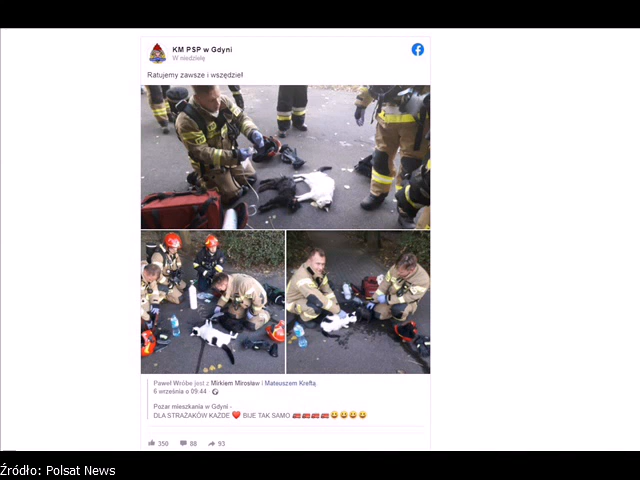 KM PSP w Gdyni
W niedzielę
Ratujemy zawsze i wszędzie!
Paweł Wróbe jest z Mirkiem Mirosław i Mateuszem Kreftą
6 września o 09:44
Pożar mieszkania w Gdyni -
DLA STRAŻAKÓW KAŻDE ❤️ BIJE TAK SAMO 🚒🚒🚒🚒😀😀😀😀
350 88 93
Źródło: Polsat News